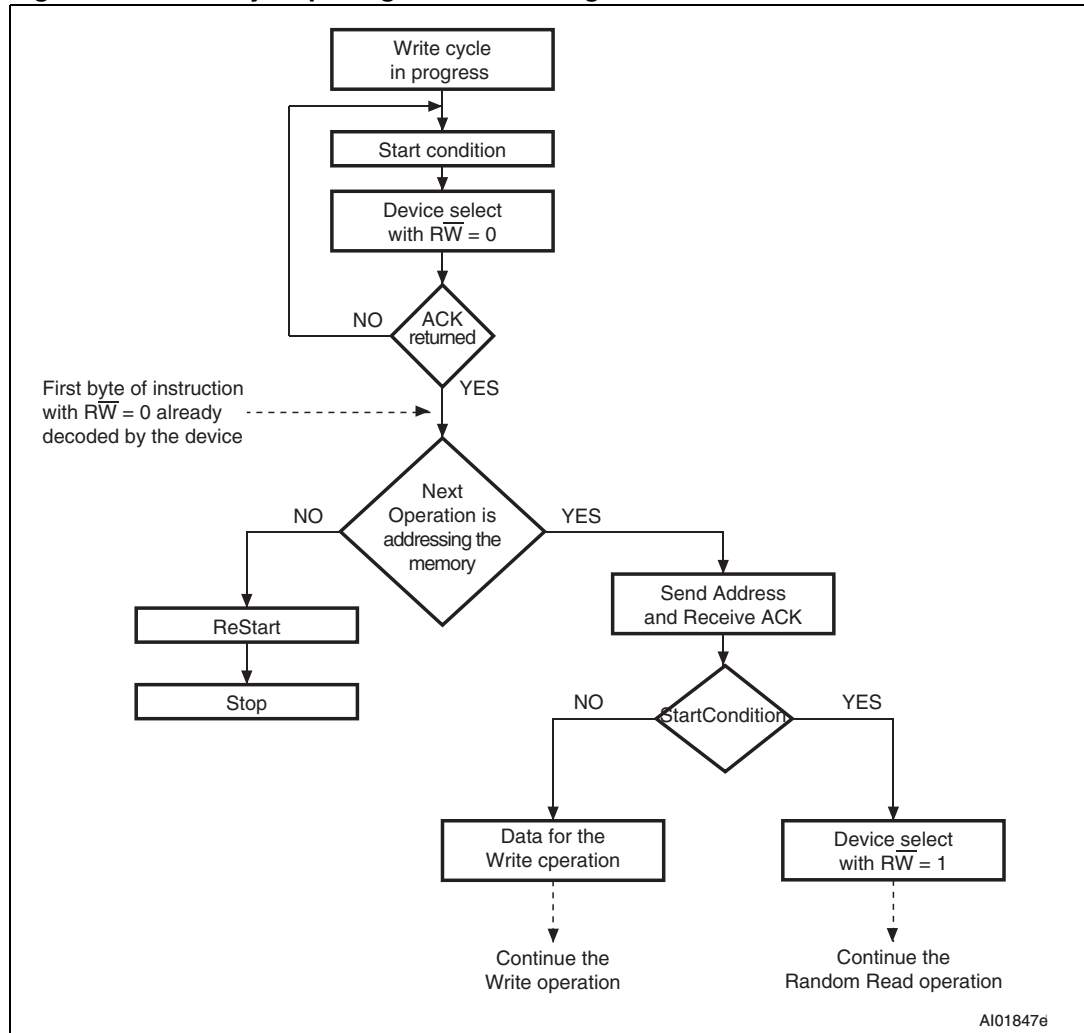 Write cycle
in progress
Start condition
Device select
with RW̅ = 0
ACK
returned
NO
YES
First byte of instruction
with RW̅ = 0 already
decoded by the device
Next
Operation is
addressing the
memory
NO
YES
Send Address
and Receive ACK
ReStart
Stop
StartCondition
NO
YES
Data for the
Write cperation
Device select
with RW̅ = 1
Continue the
Write operation
Continue the
Random Read operation
AI01847e